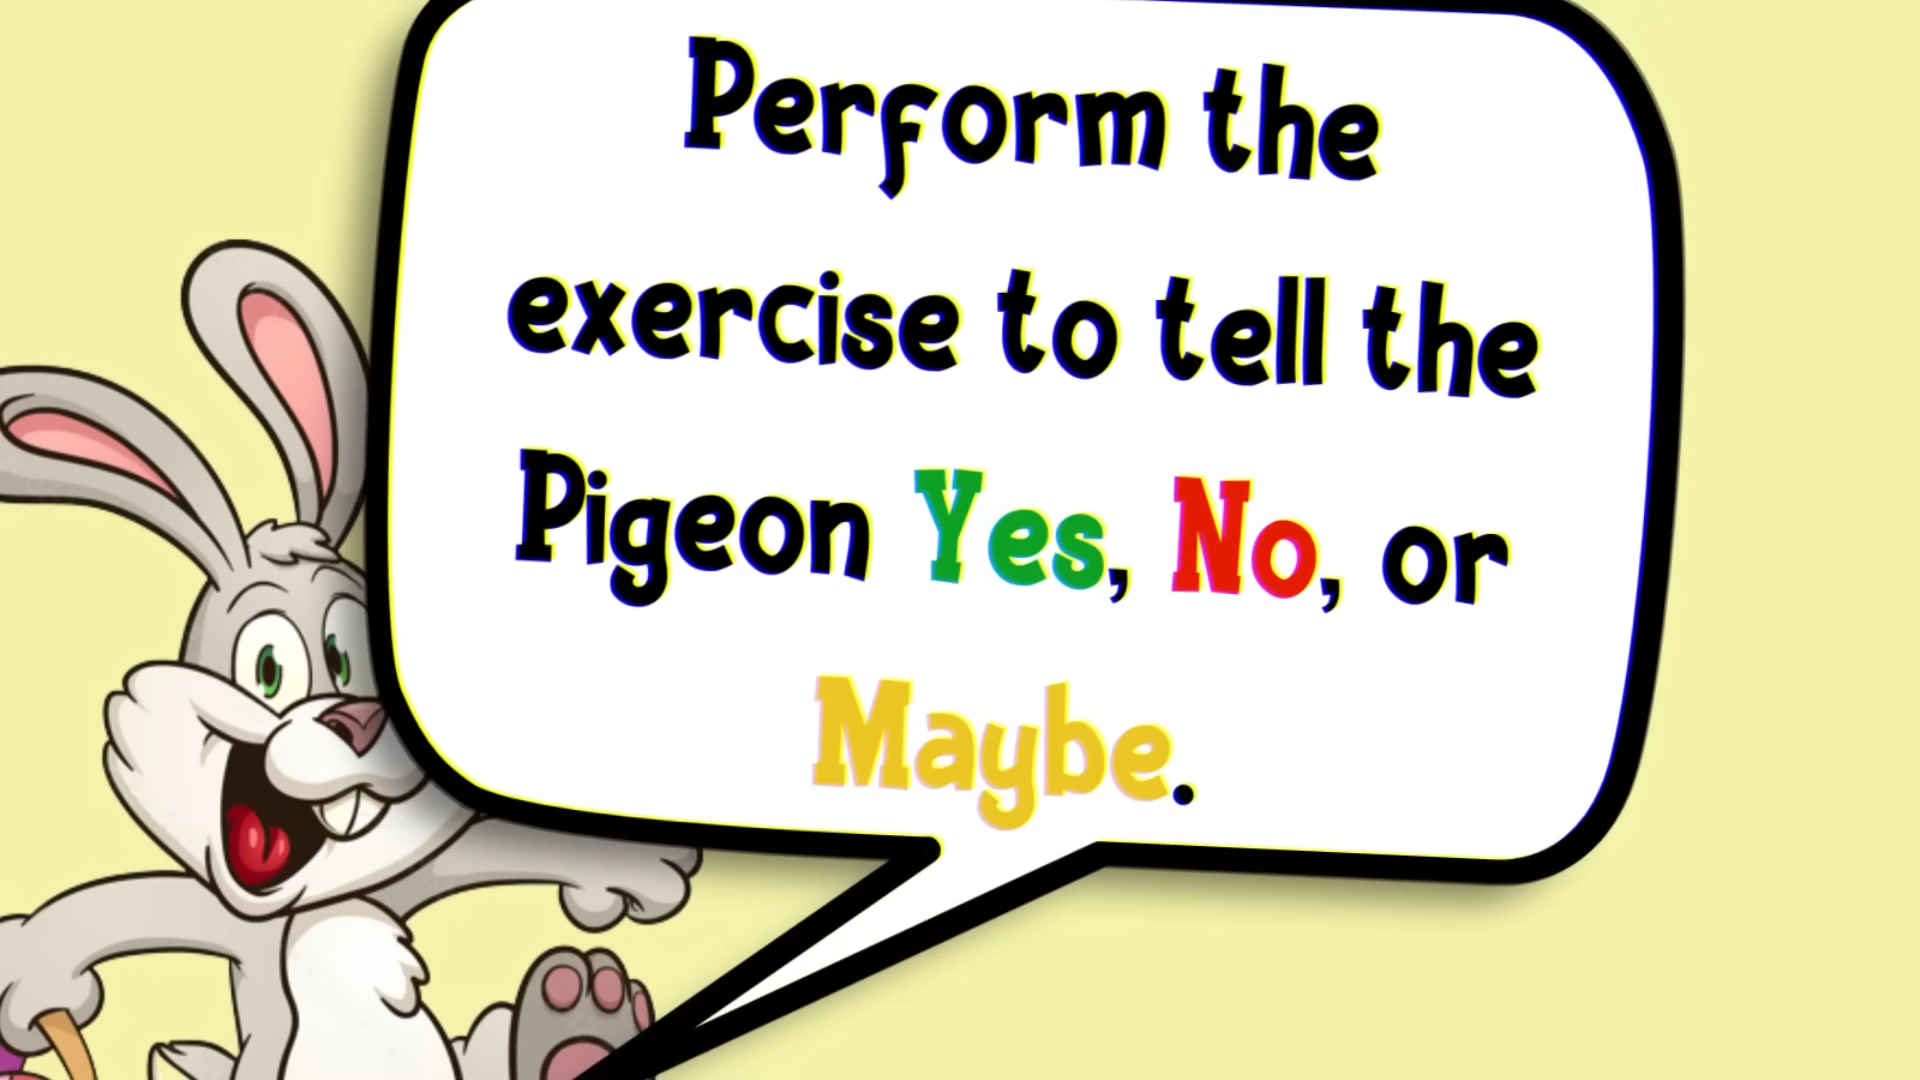 Perform the
exercise to tell the
Pigeon Yes, No, or
Maybe.